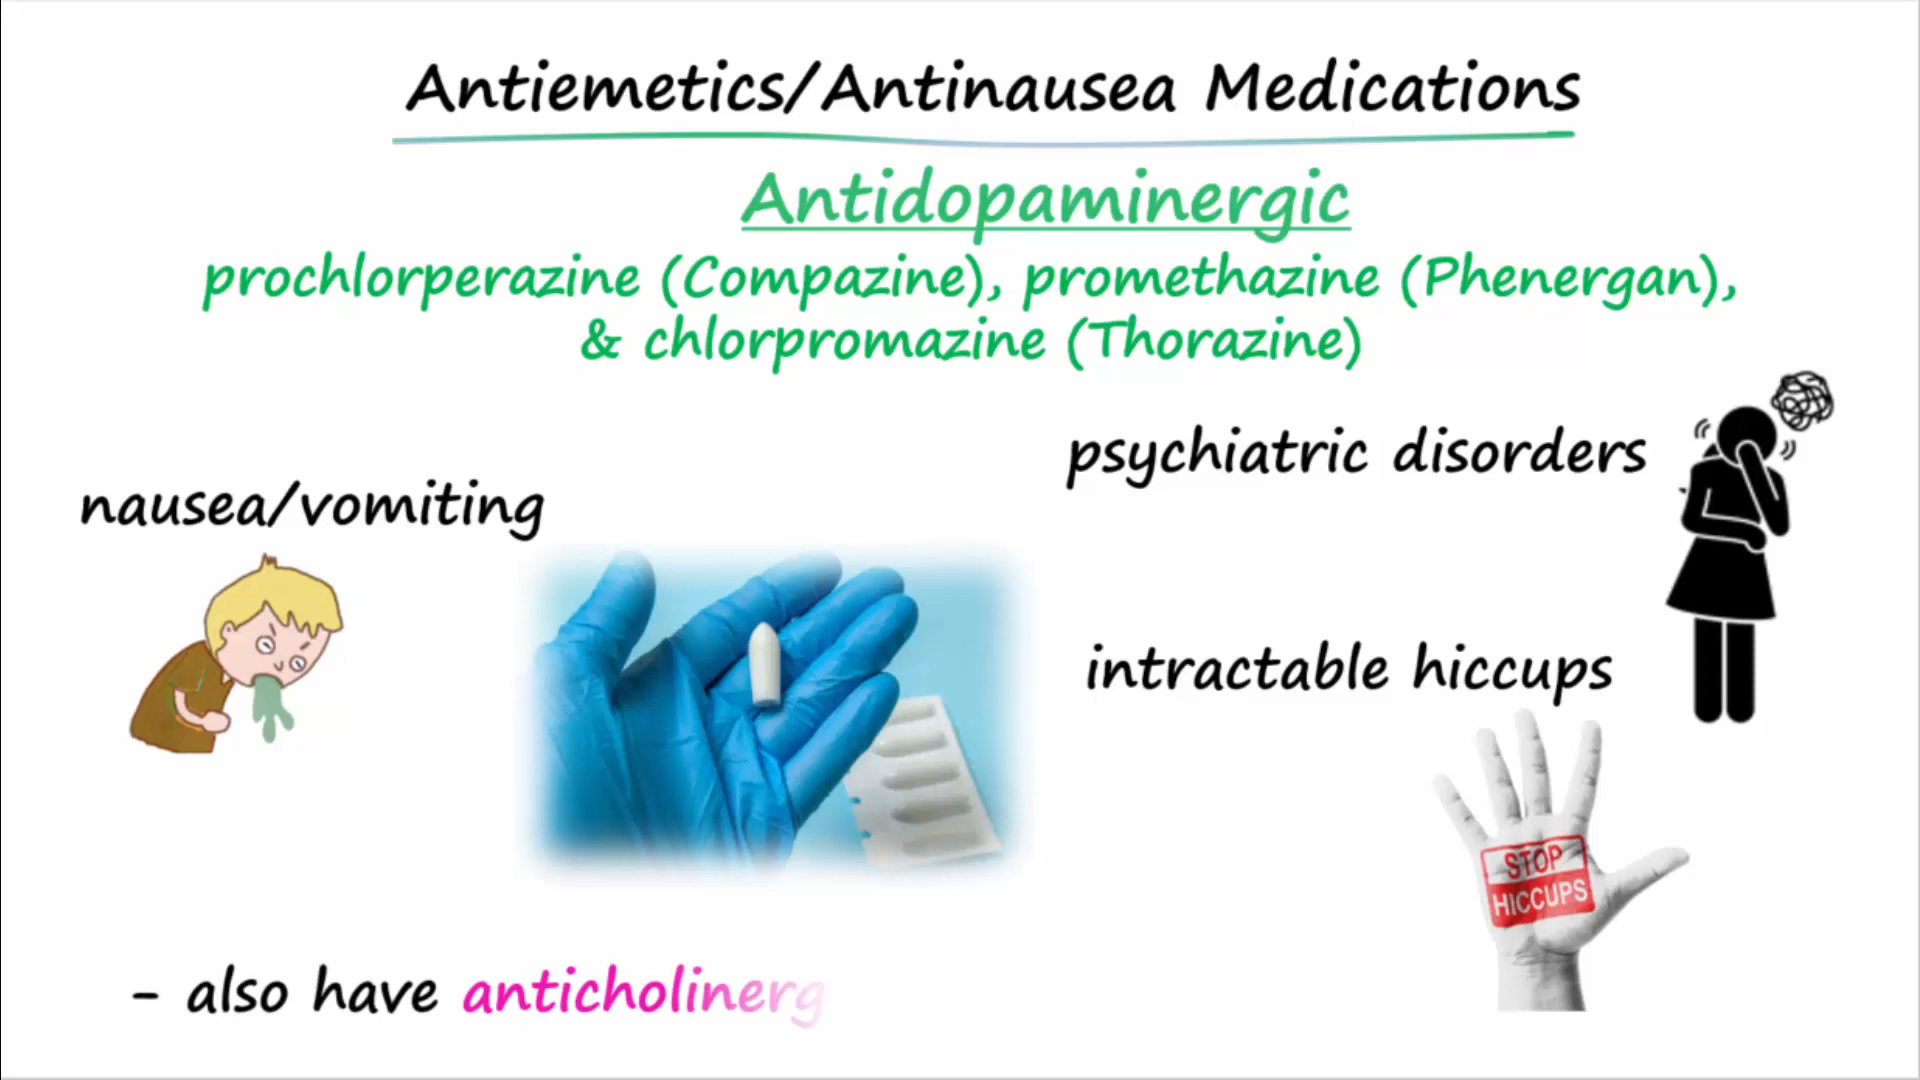 Antiemetics/Antinausea Medications
Antidopaminergic
prochlorperazine (Compazine), promethazine (Phenergan),
& chlorpromazine (Thorazine)
psychiatric disorders
nausea/vomiting
intractable hiccups
STOP
HICCUPS
- also have anticholinerg